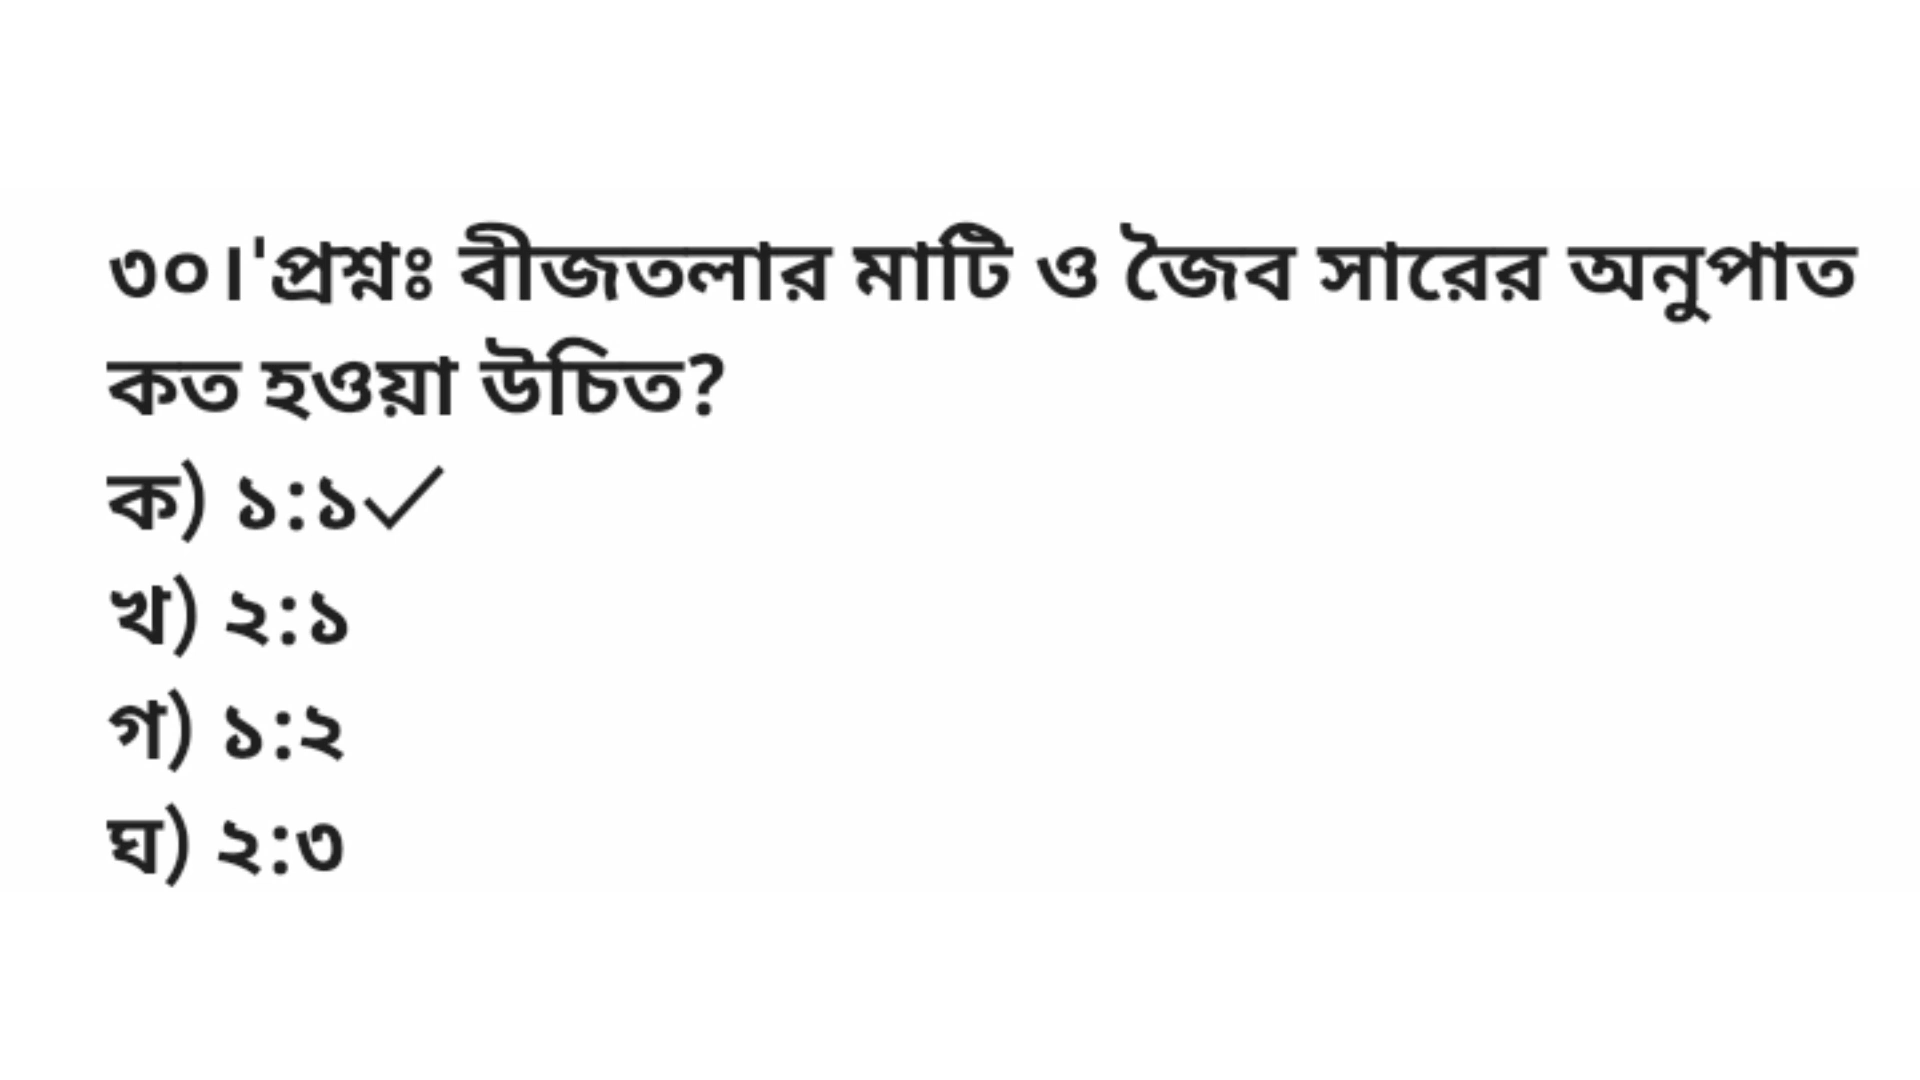 ৩০।'প্রশ্নঃ বীজতলার মাটি ও জৈব সারের অনুপাত
কত হওয়া উচিত?
ক) ১:১✓
খ) ২:১
গ) ১:২
ঘ) ২:৩